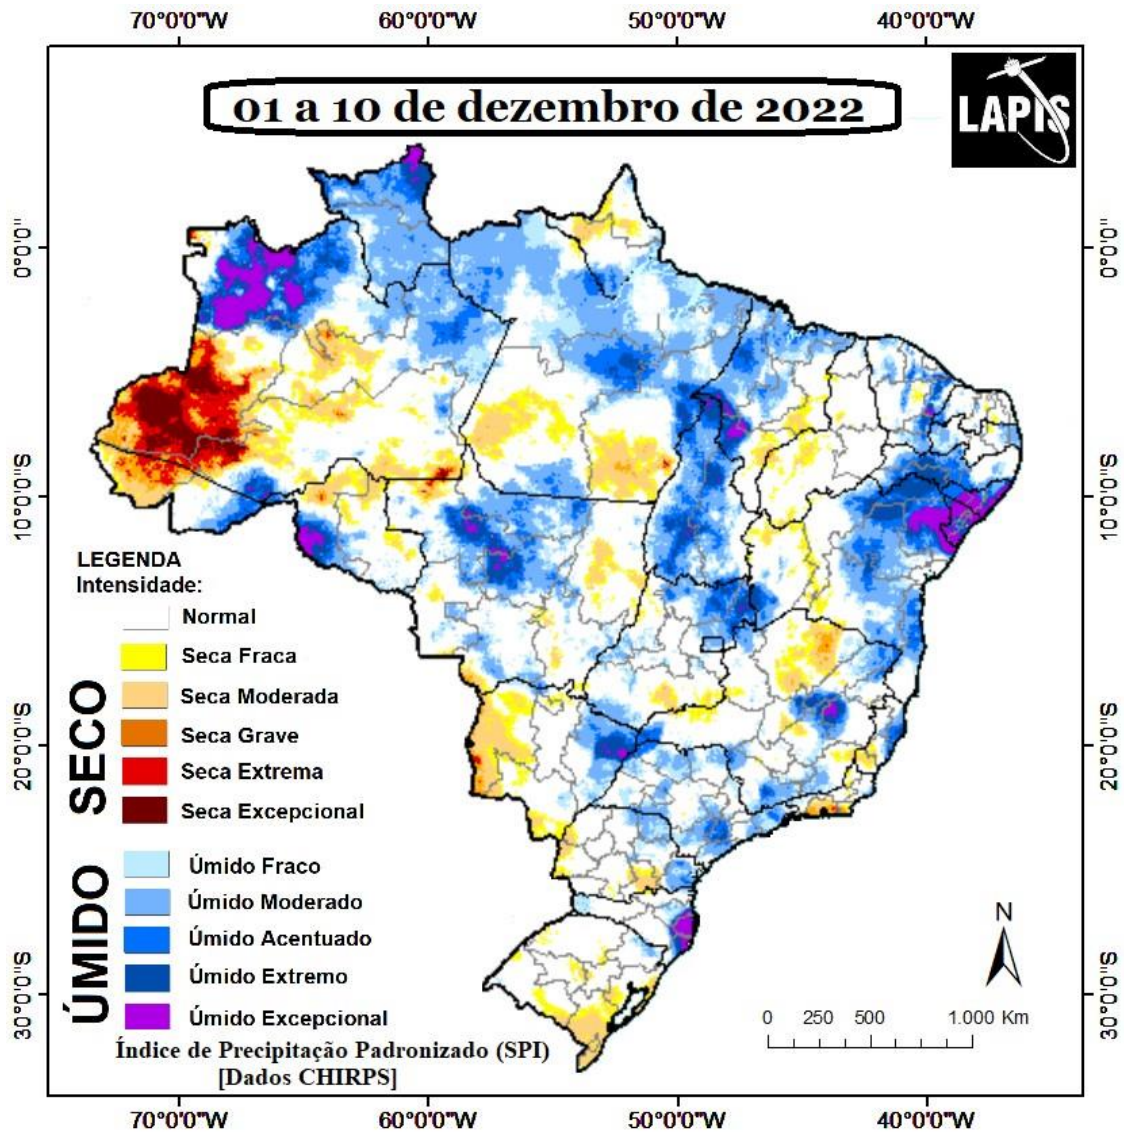 70°0'0"W 60°0'0"W 50°0'0"W 40°0'0"W
01 a 10 de dezembro de 2022
LAPIS
0°0'0"
0°0'0"
10°0'0"S
10°0'0"S
20°0'0"S
20°0'0"S
30°0'0"S
30°0'0"S
LEGENDA
Intensidade:
Normal
SECO
Seca Fraca
Seca Moderada
Seca Grave
Seca Extrema
Seca Excepcional
ÚMIDO
Úmido Fraco
Úmido Moderado
Úmido Acentuado
Úmido Extremo
Úmido Excepcional
Índice de Precipitação Padronizado (SPI)
[Dados CHIRPS]
N
0 250 500 1.000 Km
70°0'0"W 60°0'0"W 50°0'0"W 40°0'0"W